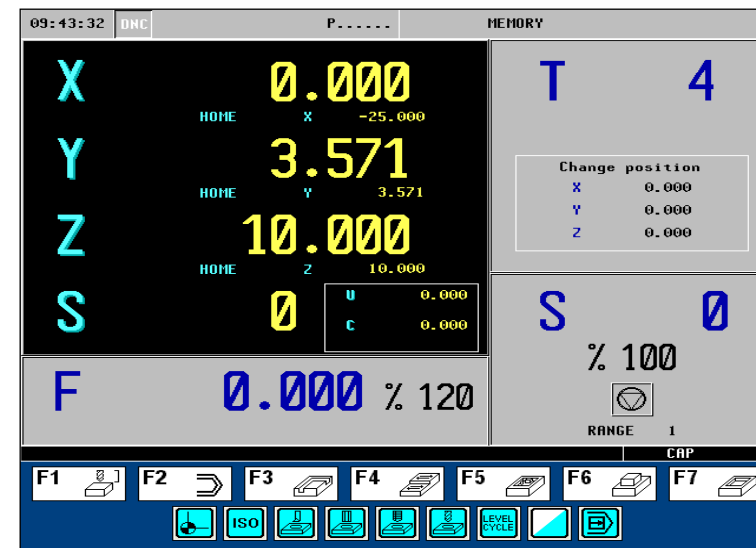 09:43:32 DNC P...... MEMORY
X 0.000
HOME X -25.000
Y 3.571
HOME Y 3.571
Z 10.000
HOME Z 10.000
S 0
U 0.000
C 0.000
F 0.000 % 120
T 4
Change position
X 0.000
Y 0.000
Z 0.000
S 0
% 100
RANGE 1
CAP
F1 F2 F3 F4 F5 F6 F7
ISO LEVEL
CYCLE